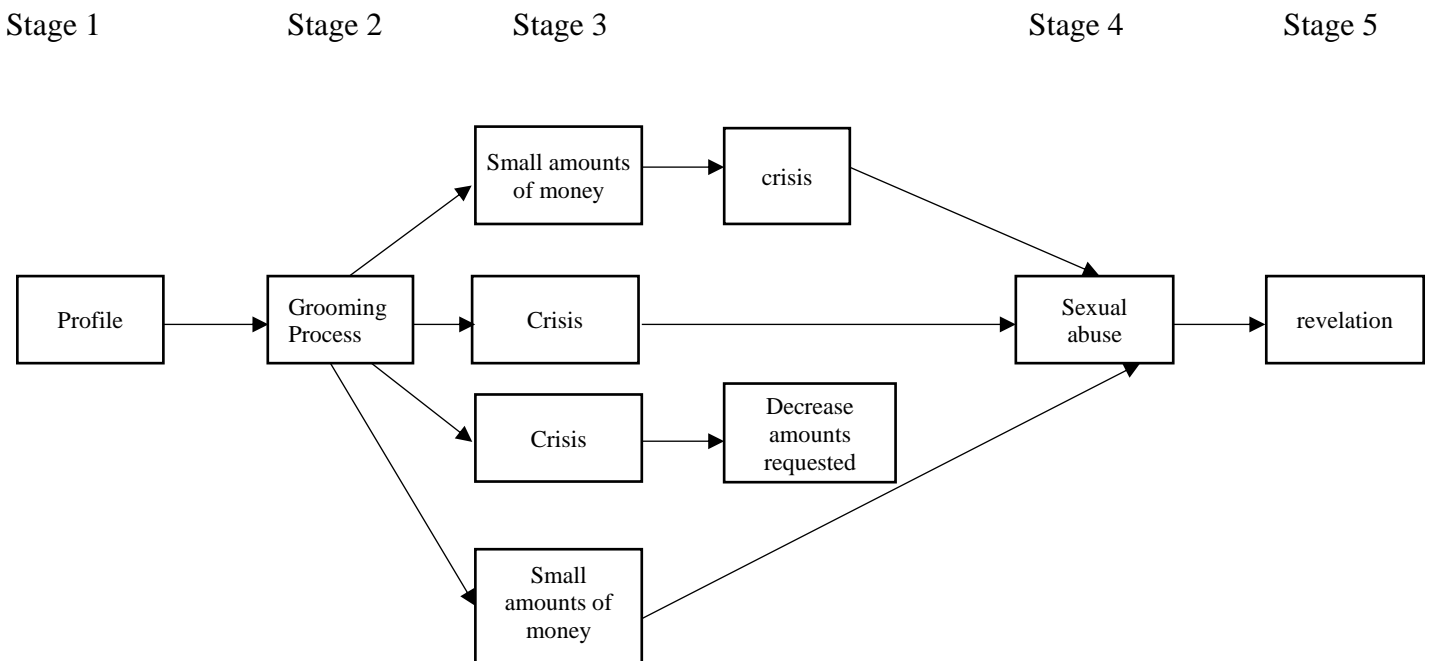 Stage 1 Stage 2 Stage 3 Stage 4 Stage 5
Small amounts
of money
crisis
Profile
Grooming
Process
Crisis
Sexual
abuse
revelation
Crisis
Decrease
amounts
requested
Small
amounts of
money